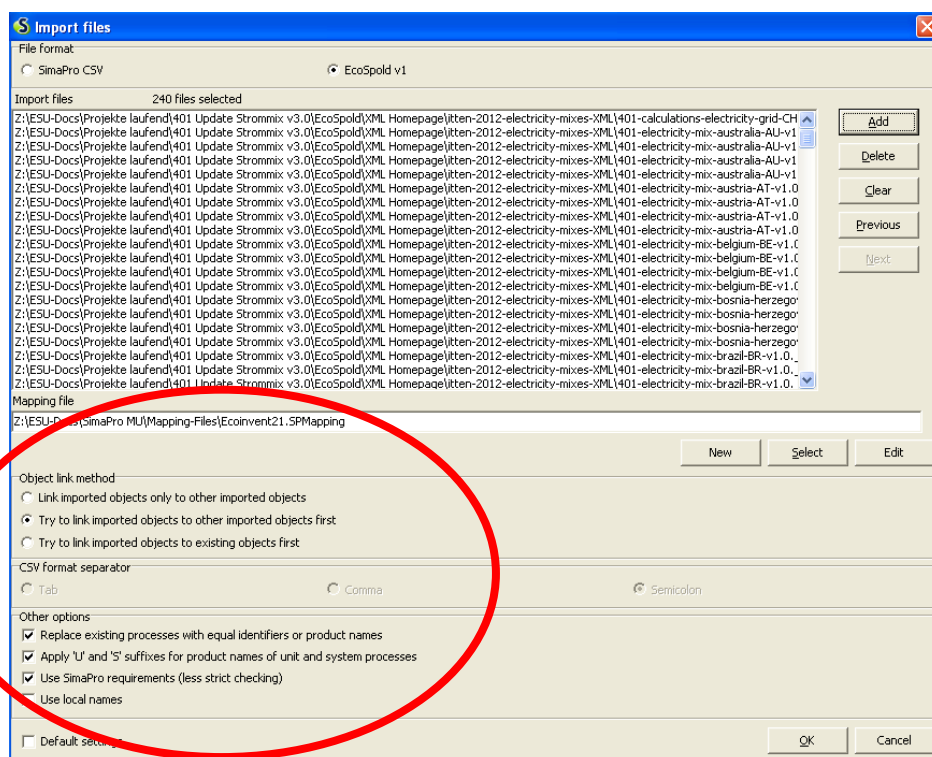 Import files
File format
SimaPro CSV
EcoSpold v1
Import files 240 files selected
Z:\ESU-Docs\Projekte laufend\401 Update Strommix v3.0\EcoSpold\XML Homepage\itten-2012-electricity-mixes-XML\401-calculations-electricity-grid-CH
Z:\ESU-Docs\Projekte laufend\401 Update Strommix v3.0\EcoSpold\XML Homepage\itten-2012-electricity-mixes-XML\401-electricity-mix-australia-AU-v1
Z:\ESU-Docs\Projekte laufend\401 Update Strommix v3.0\EcoSpold\XML Homepage\itten-2012-electricity-mixes-XML\401-electricity-mix-australia-AU-v1
Z:\ESU-Docs\Projekte laufend\401 Update Strommix v3.0\EcoSpold\XML Homepage\itten-2012-electricity-mixes-XML\401-electricity-mix-australia-AU-v1
Z:\ESU-Docs\Projekte laufend\401 Update Strommix v3.0\EcoSpold\XML Homepage\itten-2012-electricity-mixes-XML\401-electricity-mix-australia-AU-v1
Z:\ESU-Docs\Projekte laufend\401 Update Strommix v3.0\EcoSpold\XML Homepage\itten-2012-electricity-mixes-XML\401-electricity-mix-austria-AT-v1.0
Z:\ESU-Docs\Projekte laufend\401 Update Strommix v3.0\EcoSpold\XML Homepage\itten-2012-electricity-mixes-XML\401-electricity-mix-austria-AT-v1.0
Z:\ESU-Docs\Projekte laufend\401 Update Strommix v3.0\EcoSpold\XML Homepage\itten-2012-electricity-mixes-XML\401-electricity-mix-austria-AT-v1.0
Z:\ESU-Docs\Projekte laufend\401 Update Strommix v3.0\EcoSpold\XML Homepage\itten-2012-electricity-mixes-XML\401-electricity-mix-austria-AT-v1.0
Z:\ESU-Docs\Projekte laufend\401 Update Strommix v3.0\EcoSpold\XML Homepage\itten-2012-electricity-mixes-XML\401-electricity-mix-belgium-BE-v1.0
Z:\ESU-Docs\Projekte laufend\401 Update Strommix v3.0\EcoSpold\XML Homepage\itten-2012-electricity-mixes-XML\401-electricity-mix-belgium-BE-v1.0
Z:\ESU-Docs\Projekte laufend\401 Update Strommix v3.0\EcoSpold\XML Homepage\itten-2012-electricity-mixes-XML\401-electricity-mix-belgium-BE-v1.0
Z:\ESU-Docs\Projekte laufend\401 Update Strommix v3.0\EcoSpold\XML Homepage\itten-2012-electricity-mixes-XML\401-electricity-mix-belgium-BE-v1.0
Z:\ESU-Docs\Projekte laufend\401 Update Strommix v3.0\EcoSpold\XML Homepage\itten-2012-electricity-mixes-XML\401-electricity-mix-bosnia-herzegov
Z:\ESU-Docs\Projekte laufend\401 Update Strommix v3.0\EcoSpold\XML Homepage\itten-2012-electricity-mixes-XML\401-electricity-mix-bosnia-herzegov
Z:\ESU-Docs\Projekte laufend\401 Update Strommix v3.0\EcoSpold\XML Homepage\itten-2012-electricity-mixes-XML\401-electricity-mix-bosnia-herzegov
Z:\ESU-Docs\Projekte laufend\401 Update Strommix v3.0\EcoSpold\XML Homepage\itten-2012-electricity-mixes-XML\401-electricity-mix-bosnia-herzegov
Z:\ESU-Docs\Projekte laufend\401 Update Strommix v3.0\EcoSpold\XML Homepage\itten-2012-electricity-mixes-XML\401-electricity-mix-brazil-BR-v1.0._
Z:\ESU-Docs\Projekte laufend\401 Update Strommix v3.0\EcoSpold\XML Homepage\itten-2012-electricity-mixes-XML\401-electricity-mix-brazil-BR-v1.0.
Z:\ESU-Docs\Projekte laufend\401 Update Strommix v3.0\EcoSpold\XML Homepage\itten-2012-electricity-mixes-XML\401-electricity-mix-brazil-BR-v1.0.
Add
Delete
Clear
Previous
Next
Mapping file
Z:\ESU-Docs\SimaPro MU\Mapping-Files\Ecoinvent21.SPMapping
New Select Edit
Object link method
Link imported objects only to other imported objects
Try to link imported objects to other imported objects first
Try to link imported objects to existing objects first
CSV format separator
Tab Comma Semicolon
Other options
Replace existing processes with equal identifiers or product names
Apply 'U' and 'S' suffixes for product names of unit and system processes
Use SimaPro requirements (less strict checking)
Use local names
Default settings
OK Cancel